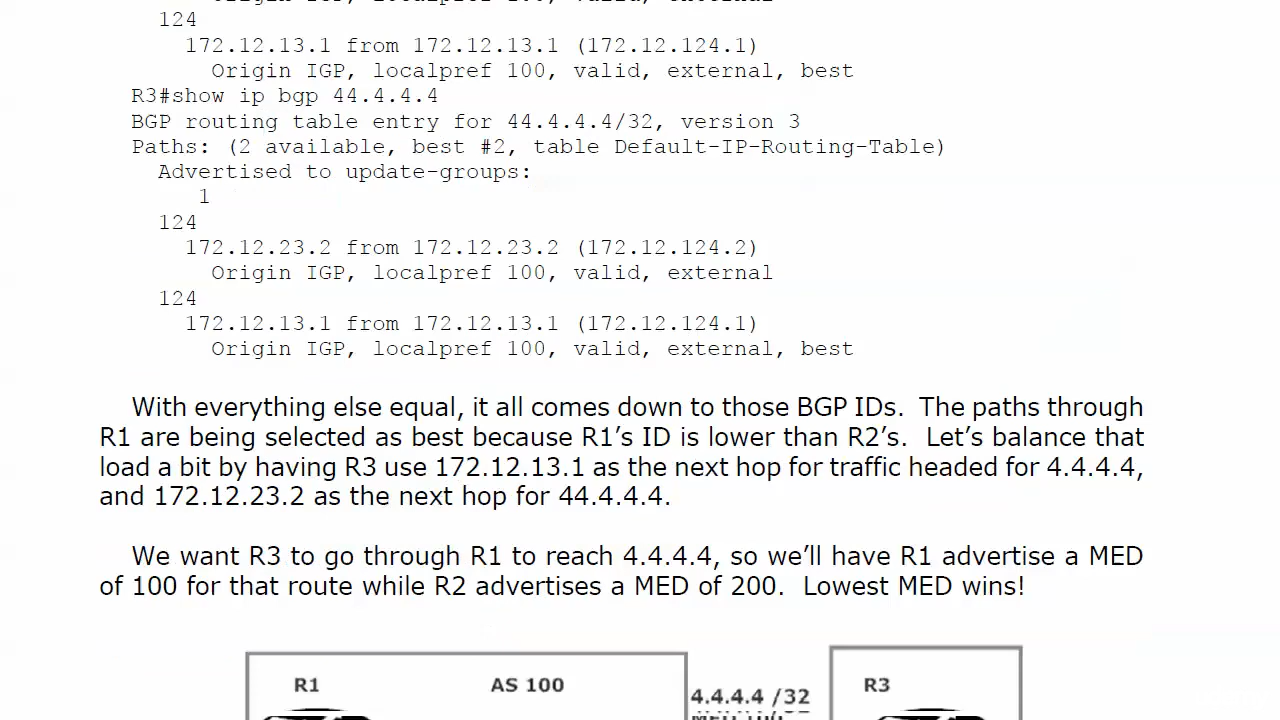 Origin IGP, localpref 100, valid, external
124
172.12.13.1 from 172.12.13.1 (172.12.124.1)
Origin IGP, localpref 100, valid, external, best
R3#show ip bgp 44.4.4.4
BGP routing table entry for 44.4.4.4/32, version 3
Paths: (2 available, best #2, table Default-IP-Routing-Table)
Advertised to update-groups:
1
124
172.12.23.2 from 172.12.23.2 (172.12.124.2)
Origin IGP, localpref 100, valid, external
124
172.12.13.1 from 172.12.13.1 (172.12.124.1)
Origin IGP, localpref 100, valid, external, best
With everything else equal, it all comes down to those BGP IDs. The paths through
R1 are being selected as best because R1’s ID is lower than R2’s. Let’s balance that
load a bit by having R3 use 172.12.13.1 as the next hop for traffic headed for 4.4.4.4,
and 172.12.23.2 as the next hop for 44.4.4.4.
We want R3 to go through R1 to reach 4.4.4.4, so we’ll have R1 advertise a MED
of 100 for that route while R2 advertises a MED of 200. Lowest MED wins!
R1 AS 100 R3
4.4.4.4 /32
MED 100